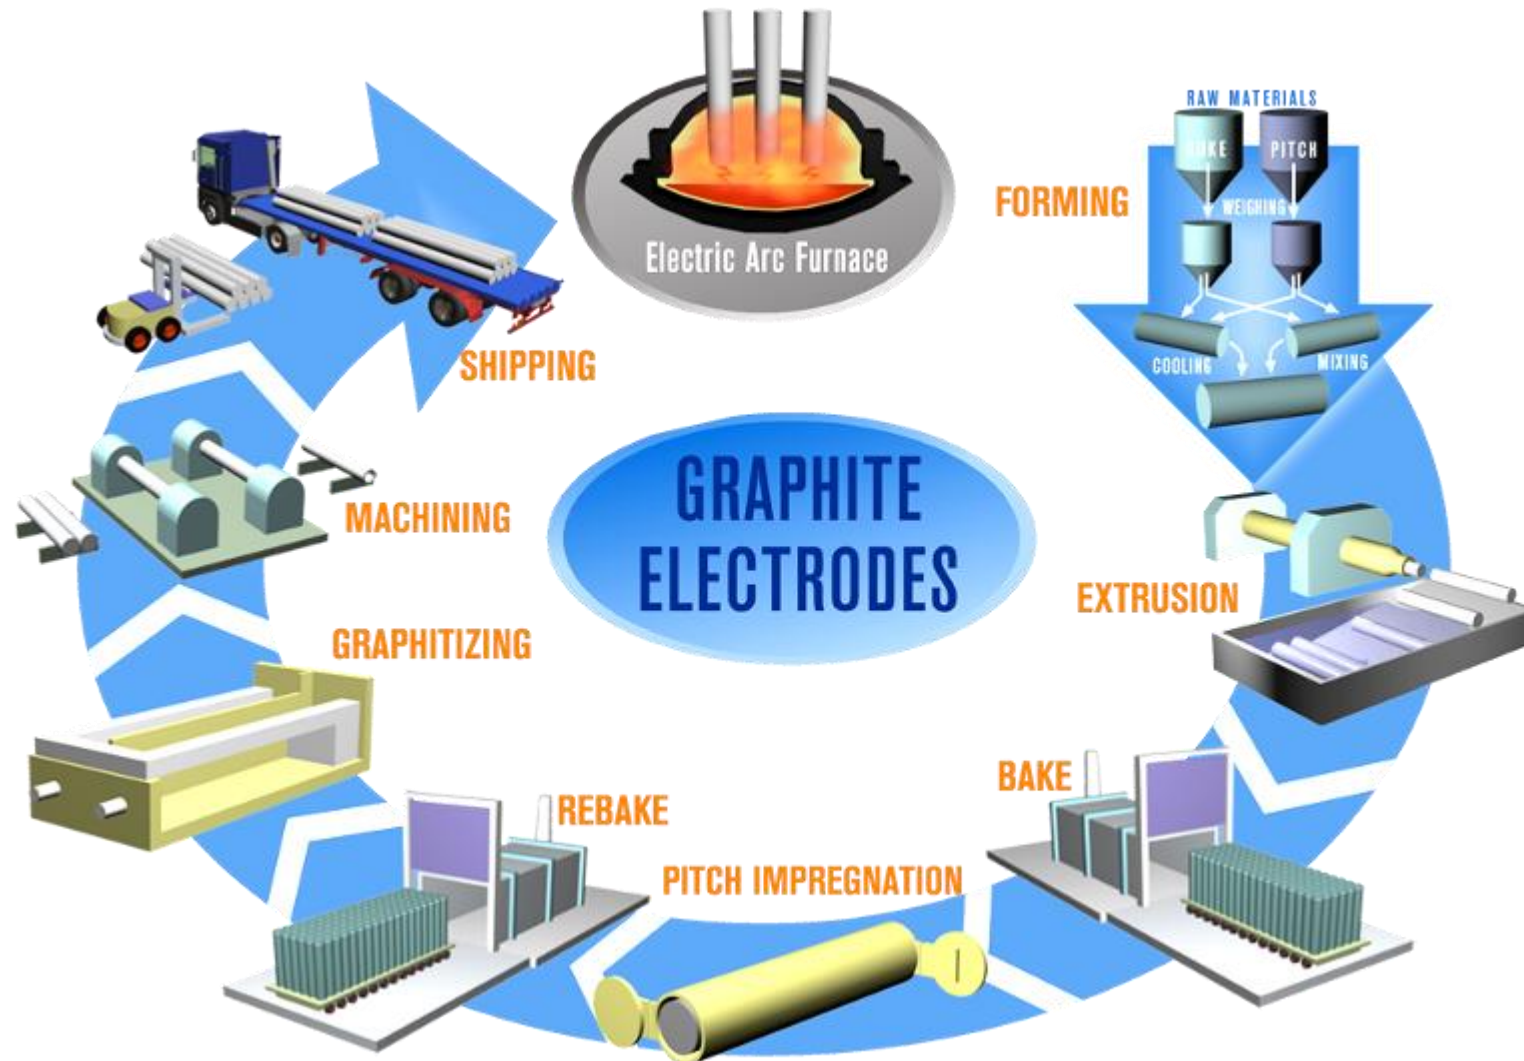 Electric Arc Furnace
RAW MATERIALS
PITCH
FORMING
WEIGHING
COOLING
MIXING
SHIPPING
GRAPHITE
ELECTRODES
MACHINING
EXTRUSION
GRAPHITIZING
BAKE
REBAKE
PITCH IMPREGNATION